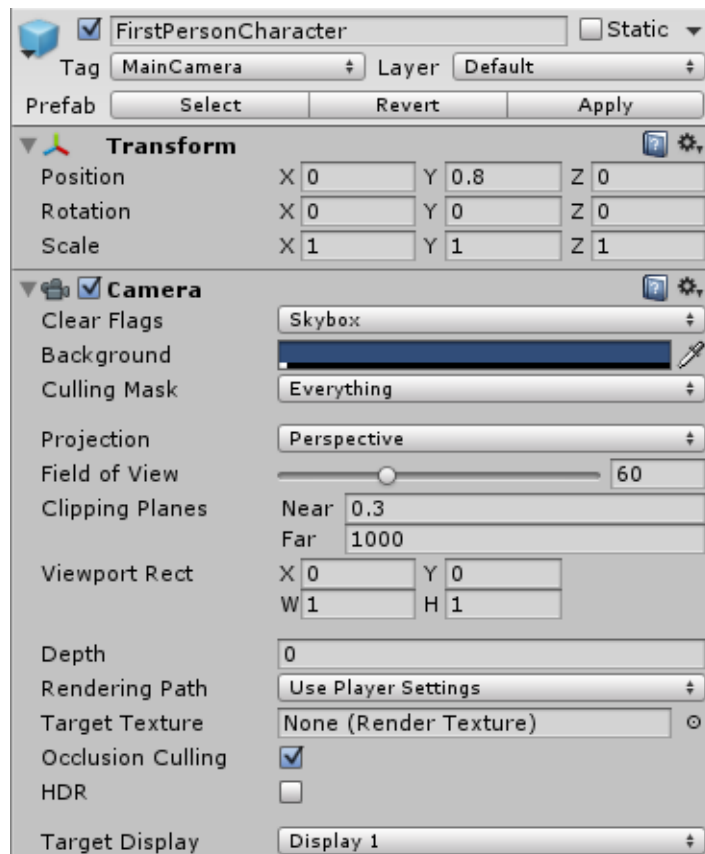 FirstPersonCharacter Static
Tag MainCamera Layer Default
Prefab Select Revert Apply
Transform
Position X 0 Y 0.8 Z 0
Rotation X 0 Y 0 Z 0
Scale X 1 Y 1 Z 1
Camera
Clear Flags Skybox
Background
Culling Mask Everything
Projection Perspective
Field of View 60
Clipping Planes Near 0.3
Far 1000
Viewport Rect X 0 Y 0
W 1 H 1
Depth 0
Rendering Path Use Player Settings
Target Texture None (Render Texture)
Occlusion Culling
HDR
Target Display Display 1